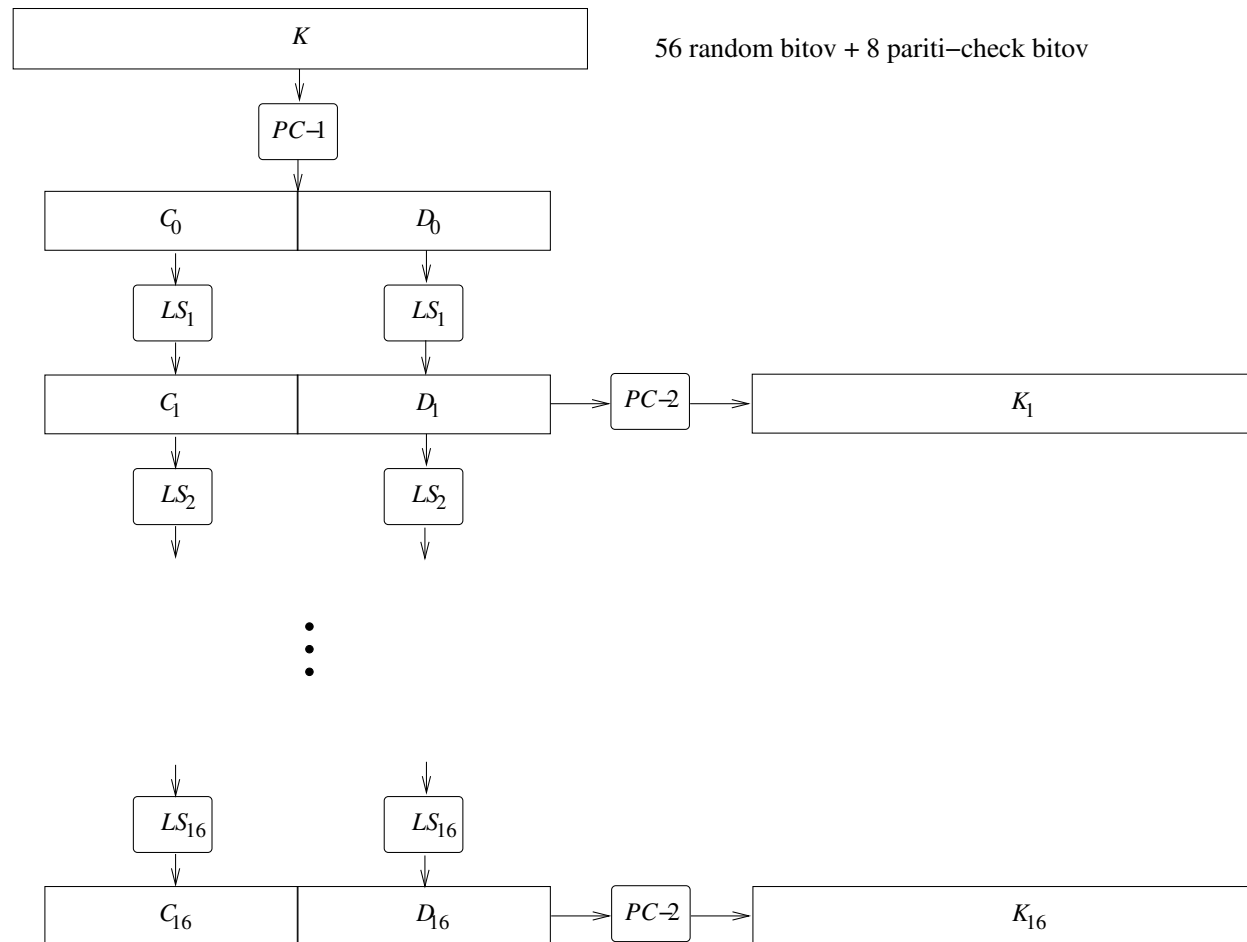 K
56 random bitov + 8 pariti−check bitov
PC−1
C0 D0
LS1 LS1
C1 D1 PC−2 K1
LS2 LS2
LS16 LS16
C16 D16 PC−2 K16